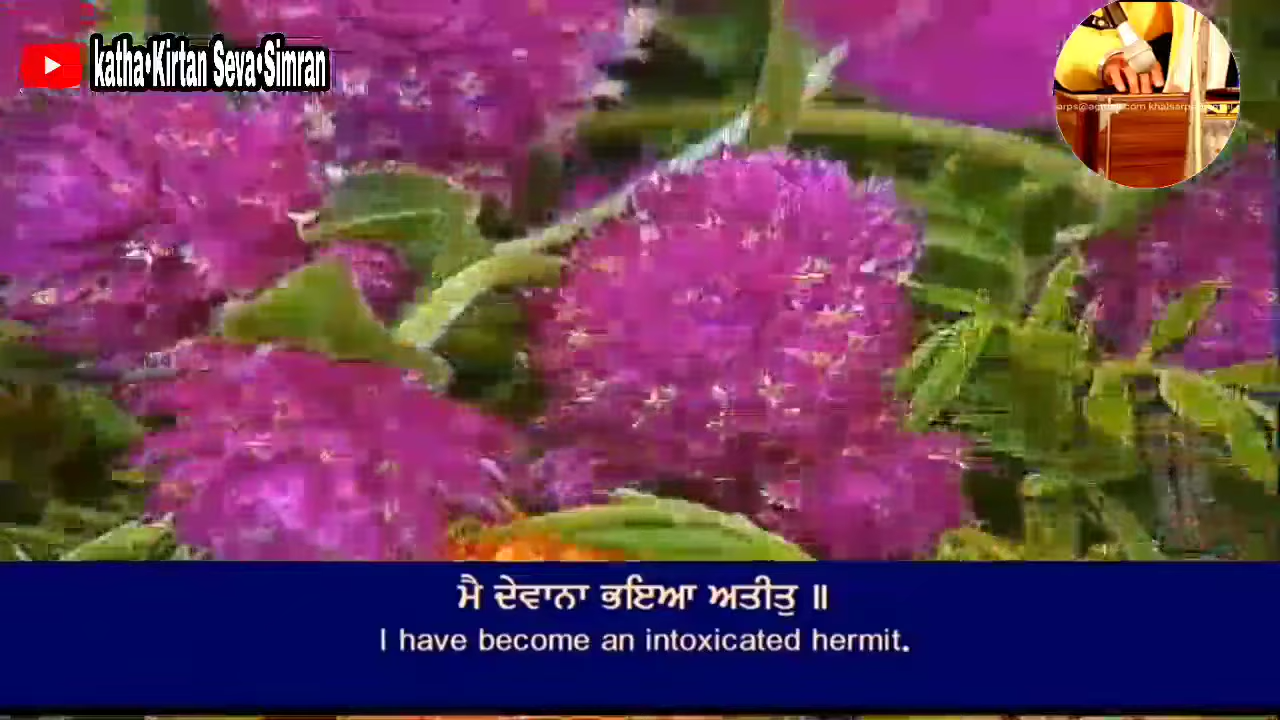 katha•Kirtan Seva•Simran
ਮੈ ਦੇਵਾਨਾ ਭਇਆ ਅਤੀਤੁ ॥
I have become an intoxicated hermit.